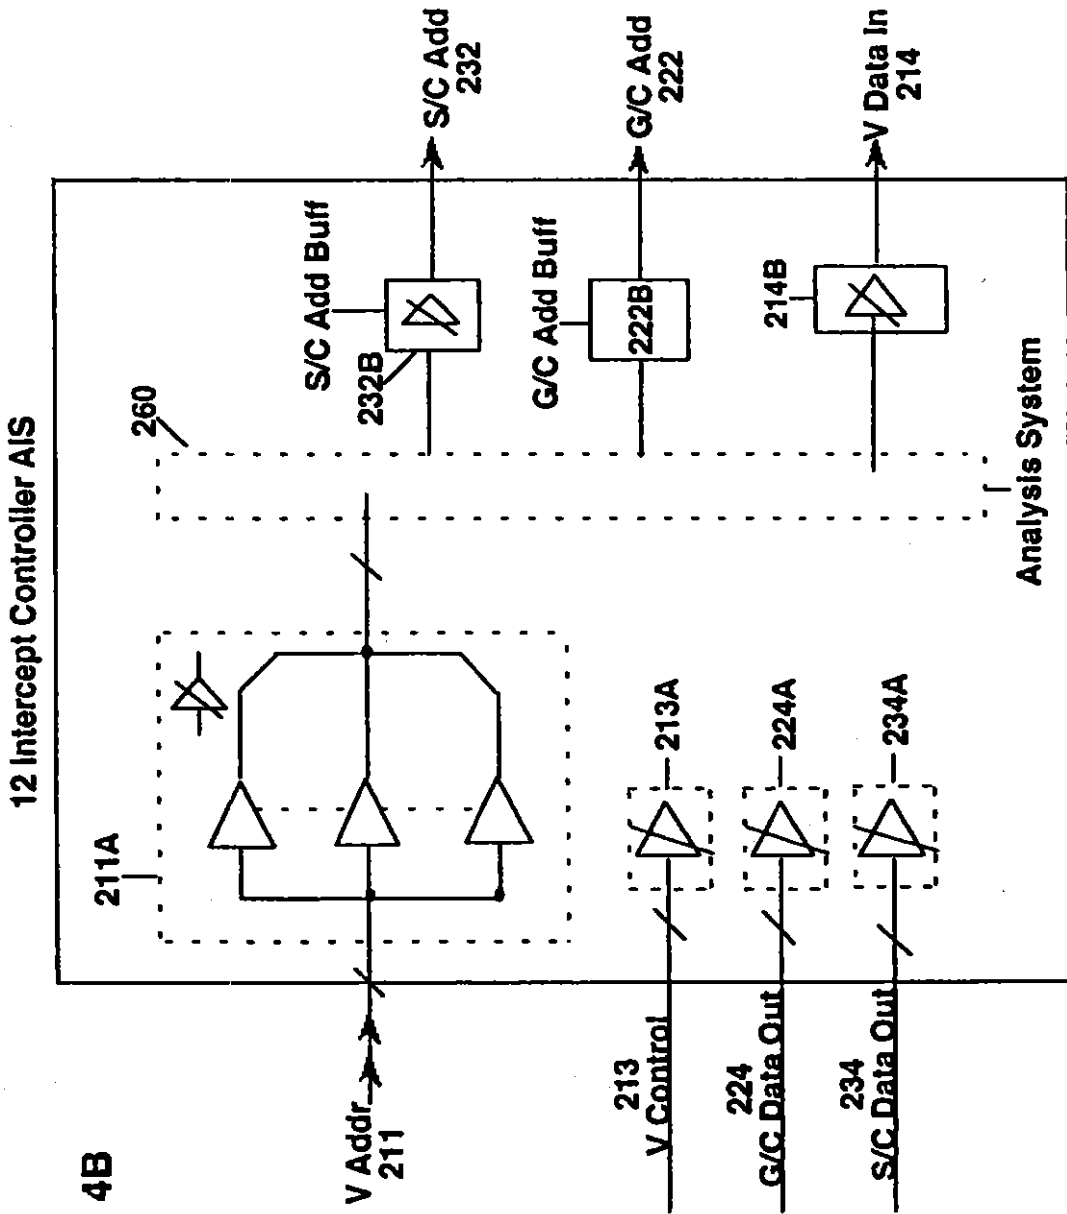 4B
12 Intercept Controller AIS
V Addr
211
211A
213
V Control
224
G/C Data Out
234
S/C Data Out
213A
224A
234A
260
Analysis System
S/C Add Buff
232B
G/C Add Buff
222B
214B
S/C Add
232
G/C Add
222
V Data In
214